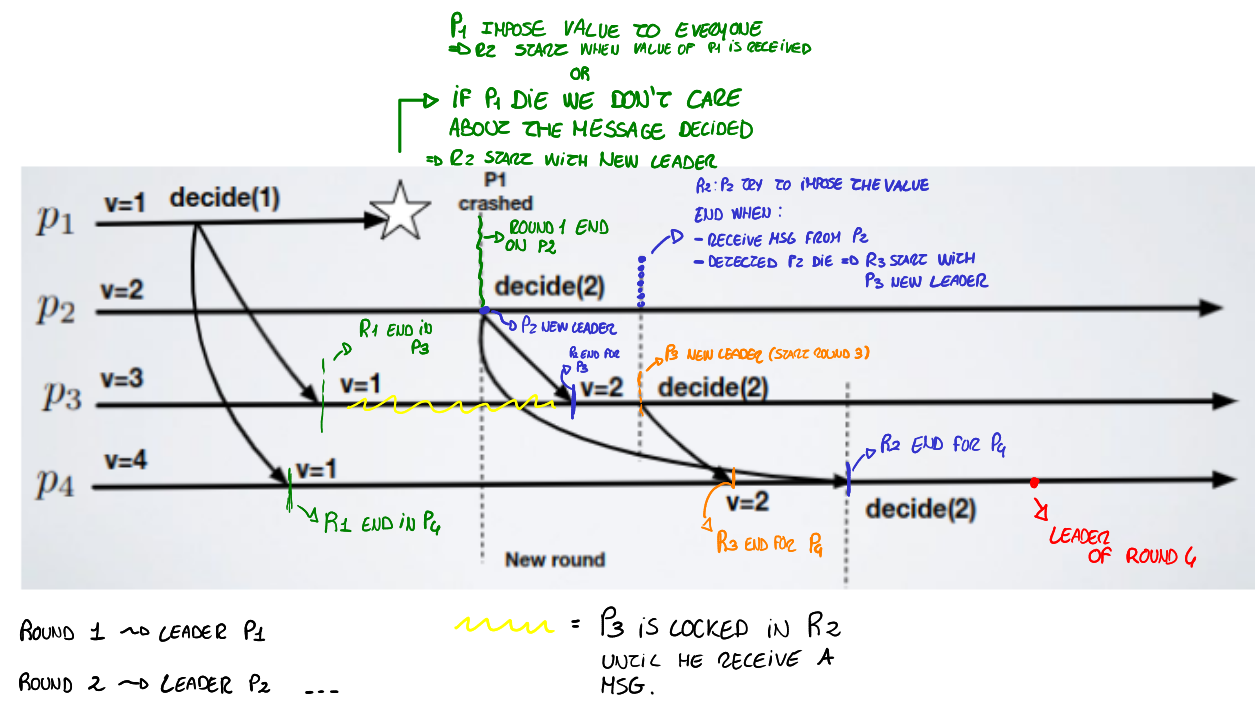 P1 IMPOSE VALUE TO EVERYONE
⇒ R2 START WHEN VALUE OF P1 IS RECEIVED
OR
IF P1 DIE WE DON'T CARE
ABOUT THE MESSAGE DECIDED
⇒ R2 START WITH NEW LEADER
p1
v=1
decide(1)
P1
crashed
ROUND 1 END
ON P2
R2: P2 TRY TO IMPOSE THE VALUE
END WHEN:
- RECEIVE MSG FROM P2
- DETECTED P2 DIE ⇒ R3 START WITH
P3 NEW LEADER
p2
v=2
decide(2)
P2 NEW LEADER
R1 END IN
P3
R2 END FOR
P3
P3 NEW LEADER (START ROUND 3)
p3
v=3
v=1
v=2
decide(2)
p4
v=4
v=1
R1 END IN P4
v=2
R3 END FOR P4
R2 END FOR P4
decide(2)
LEADER
OF ROUND 4
New round
ROUND 1 → LEADER P1
ROUND 2 → LEADER P2 ---
= P3 IS LOCKED IN R2
UNTIL HE RECEIVE A
MSG.